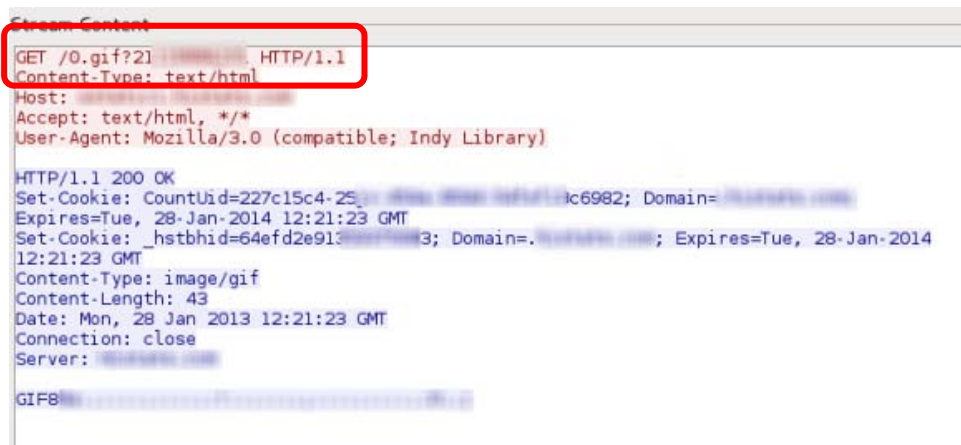 Stream Content
GET /0.gif?21 HTTP/1.1
Content-Type: text/html
Host:
Accept: text/html, */*
User-Agent: Mozilla/3.0 (compatible; Indy Library)
HTTP/1.1 200 OK
Set-Cookie: CountUid=227c15c4-25 c6982; Domain=
Expires=Tue, 28-Jan-2014 12:21:23 GMT
Set-Cookie: _hstbhid=64efd2e91 3; Domain=. ; Expires=Tue, 28-Jan-2014
12:21:23 GMT
Content-Type: image/gif
Content-Length: 43
Date: Mon, 28 Jan 2013 12:21:23 GMT
Connection: close
Server:
GIF8